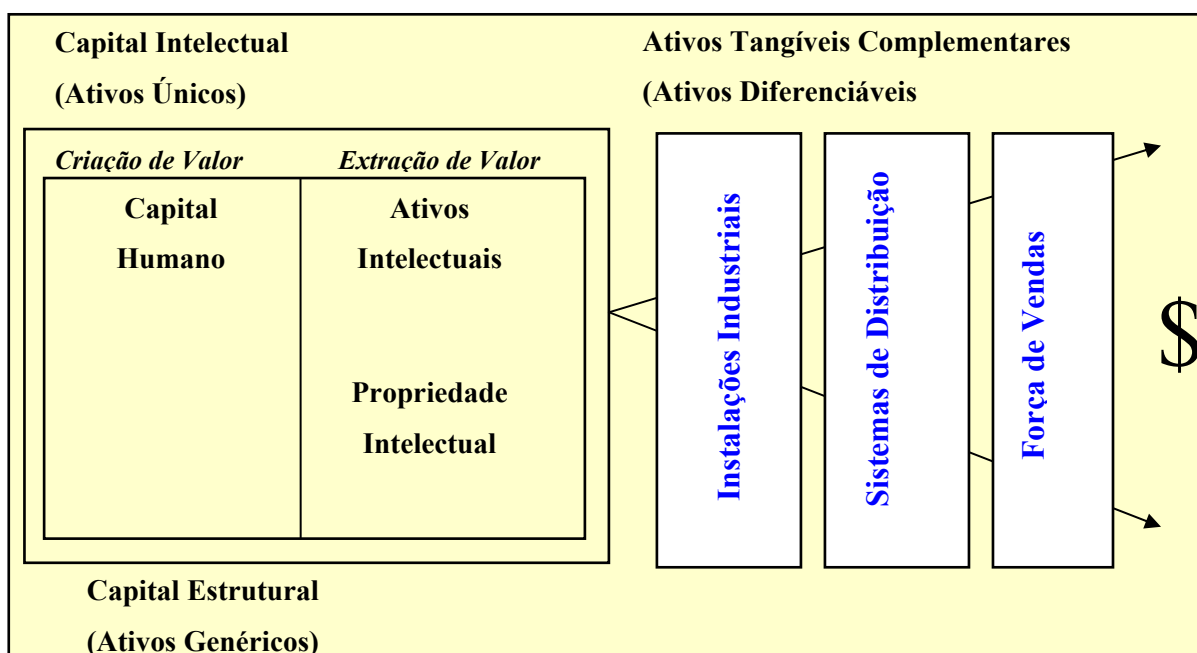 Capital Intelectual
(Ativos Únicos)
Ativos Tangíveis Complementares
(Ativos Diferenciáveis
Criação de Valor
Extração de Valor
Capital
Humano
Ativos
Intelectuais
Propriedade
Intelectual
Instalações Industriais
Sistemas de Distribuição
Força de Vendas
$
Capital Estrutural
(Ativos Genéricos)